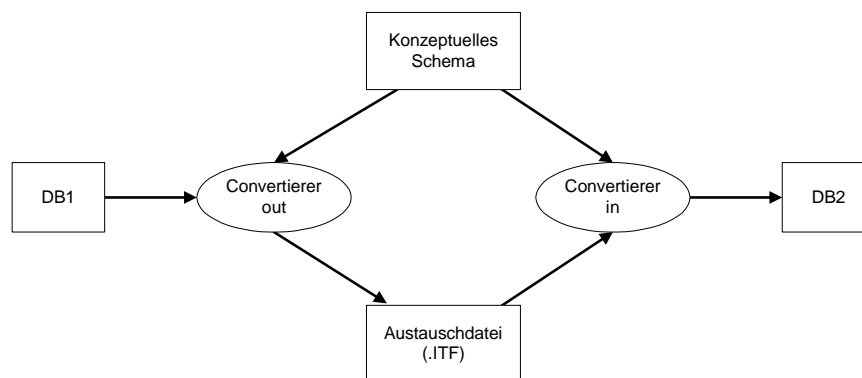 Konzeptuelles
Schema
DB1
Convertierer
out
Convertierer
in
DB2
Austauschdatei
(.ITF)